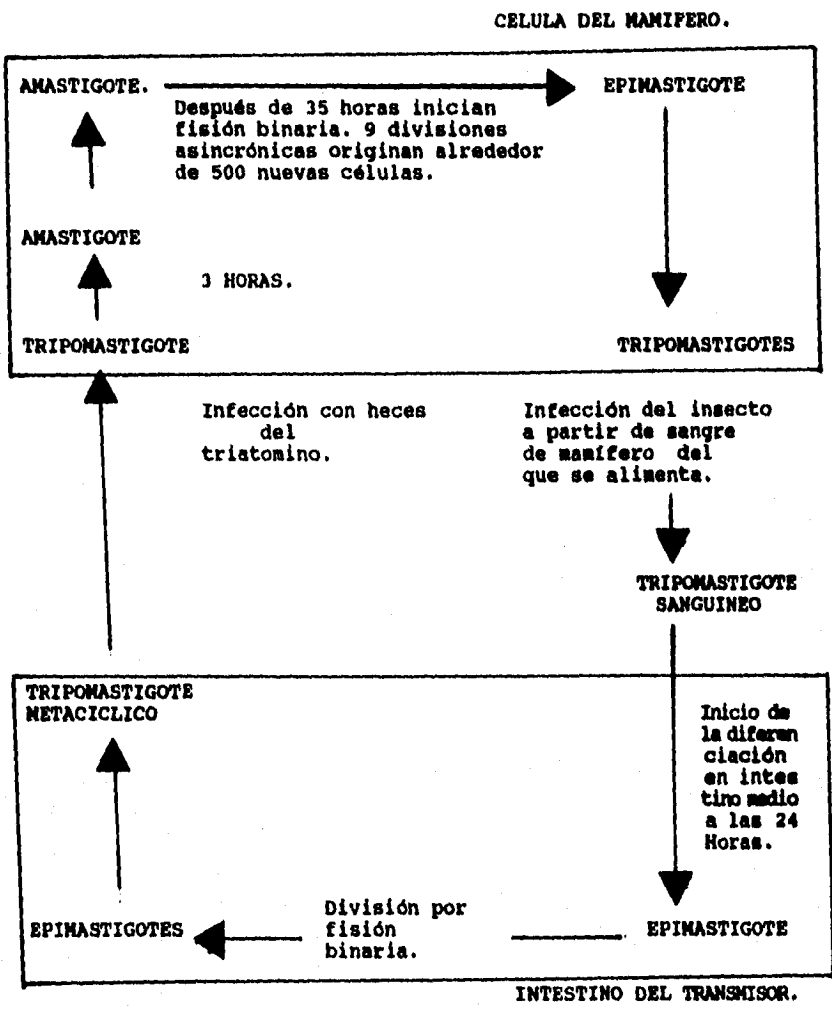 CELULA DEL MAMIFERO.
AMASTIGOTE.
EPIMASTIGOTE
Después de 35 horas inician
fisión binaria. 9 divisiones
asincrónicas originan alrededor
de 500 nuevas células.
AMASTIGOTE
3 HORAS.
TRIPOMASTIGOTE
TRIPOMASTIGOTES
Infección con heces
del
triatomino.
Infección del insecto
a partir de sangre
de mamífero del
que se alimenta.
TRIPOMASTIGOTE
SANGUINEO
TRIPOMASTIGOTE
METACICLICO
Inicio de
la diferen
ciación
en intes
tino medio
a las 24
Horas.
EPIMASTIGOTES
División por
fisión
binaria.
EPIMASTIGOTE
INTESTINO DEL TRANSMISOR.